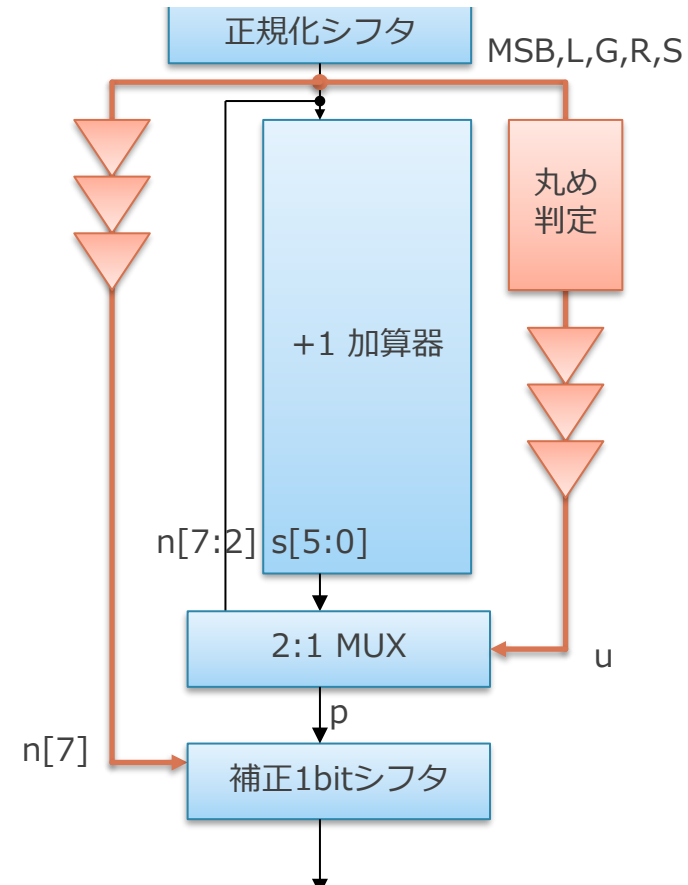 正規化シフタ
MSB,L,G,R,S
丸め
判定
+1 加算器
n[7:2]
s[5:0]
2:1 MUX
u
p
n[7]
補正1bitシフタ